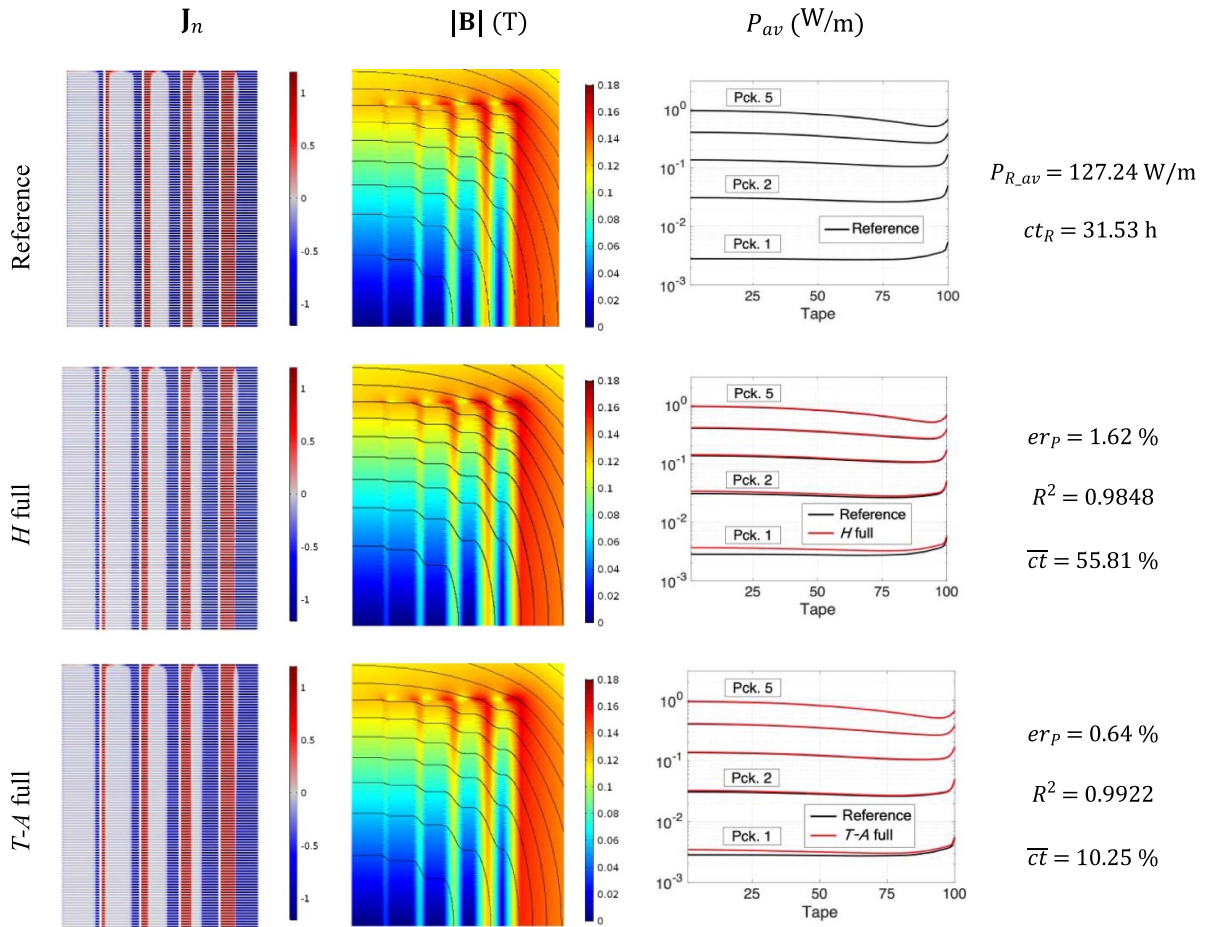 J_n
|B| (T)
P_av (W/m)
Reference
1
0.5
0
-0.5
-1
0.18
0.16
0.14
0.12
0.10
0.08
0.06
0.04
0.02
0
10^0
10^-1
10^-2
10^-3
Pck. 5
Pck. 2
Pck. 1
Reference
25
50
75
100
Tape
P_R_av = 127.24 W/m
ct_R = 31.53 h
H full
1
0.5
0
-0.5
-1
0.18
0.16
0.14
0.12
0.10
0.08
0.06
0.04
0.02
0
10^0
10^-1
10^-2
10^-3
Pck. 5
Pck. 2
Pck. 1
Reference
H full
25
50
75
100
Tape
er_P = 1.62 %
R^2 = 0.9848
c̅t̅ = 55.81 %
T-A full
1
0.5
0
-0.5
-1
0.18
0.16
0.14
0.12
0.10
0.08
0.06
0.04
0.02
0
10^0
10^-1
10^-2
10^-3
Pck. 5
Pck. 2
Pck. 1
Reference
T-A full
25
50
75
100
Tape
er_P = 0.64 %
R^2 = 0.9922
c̅t̅ = 10.25 %